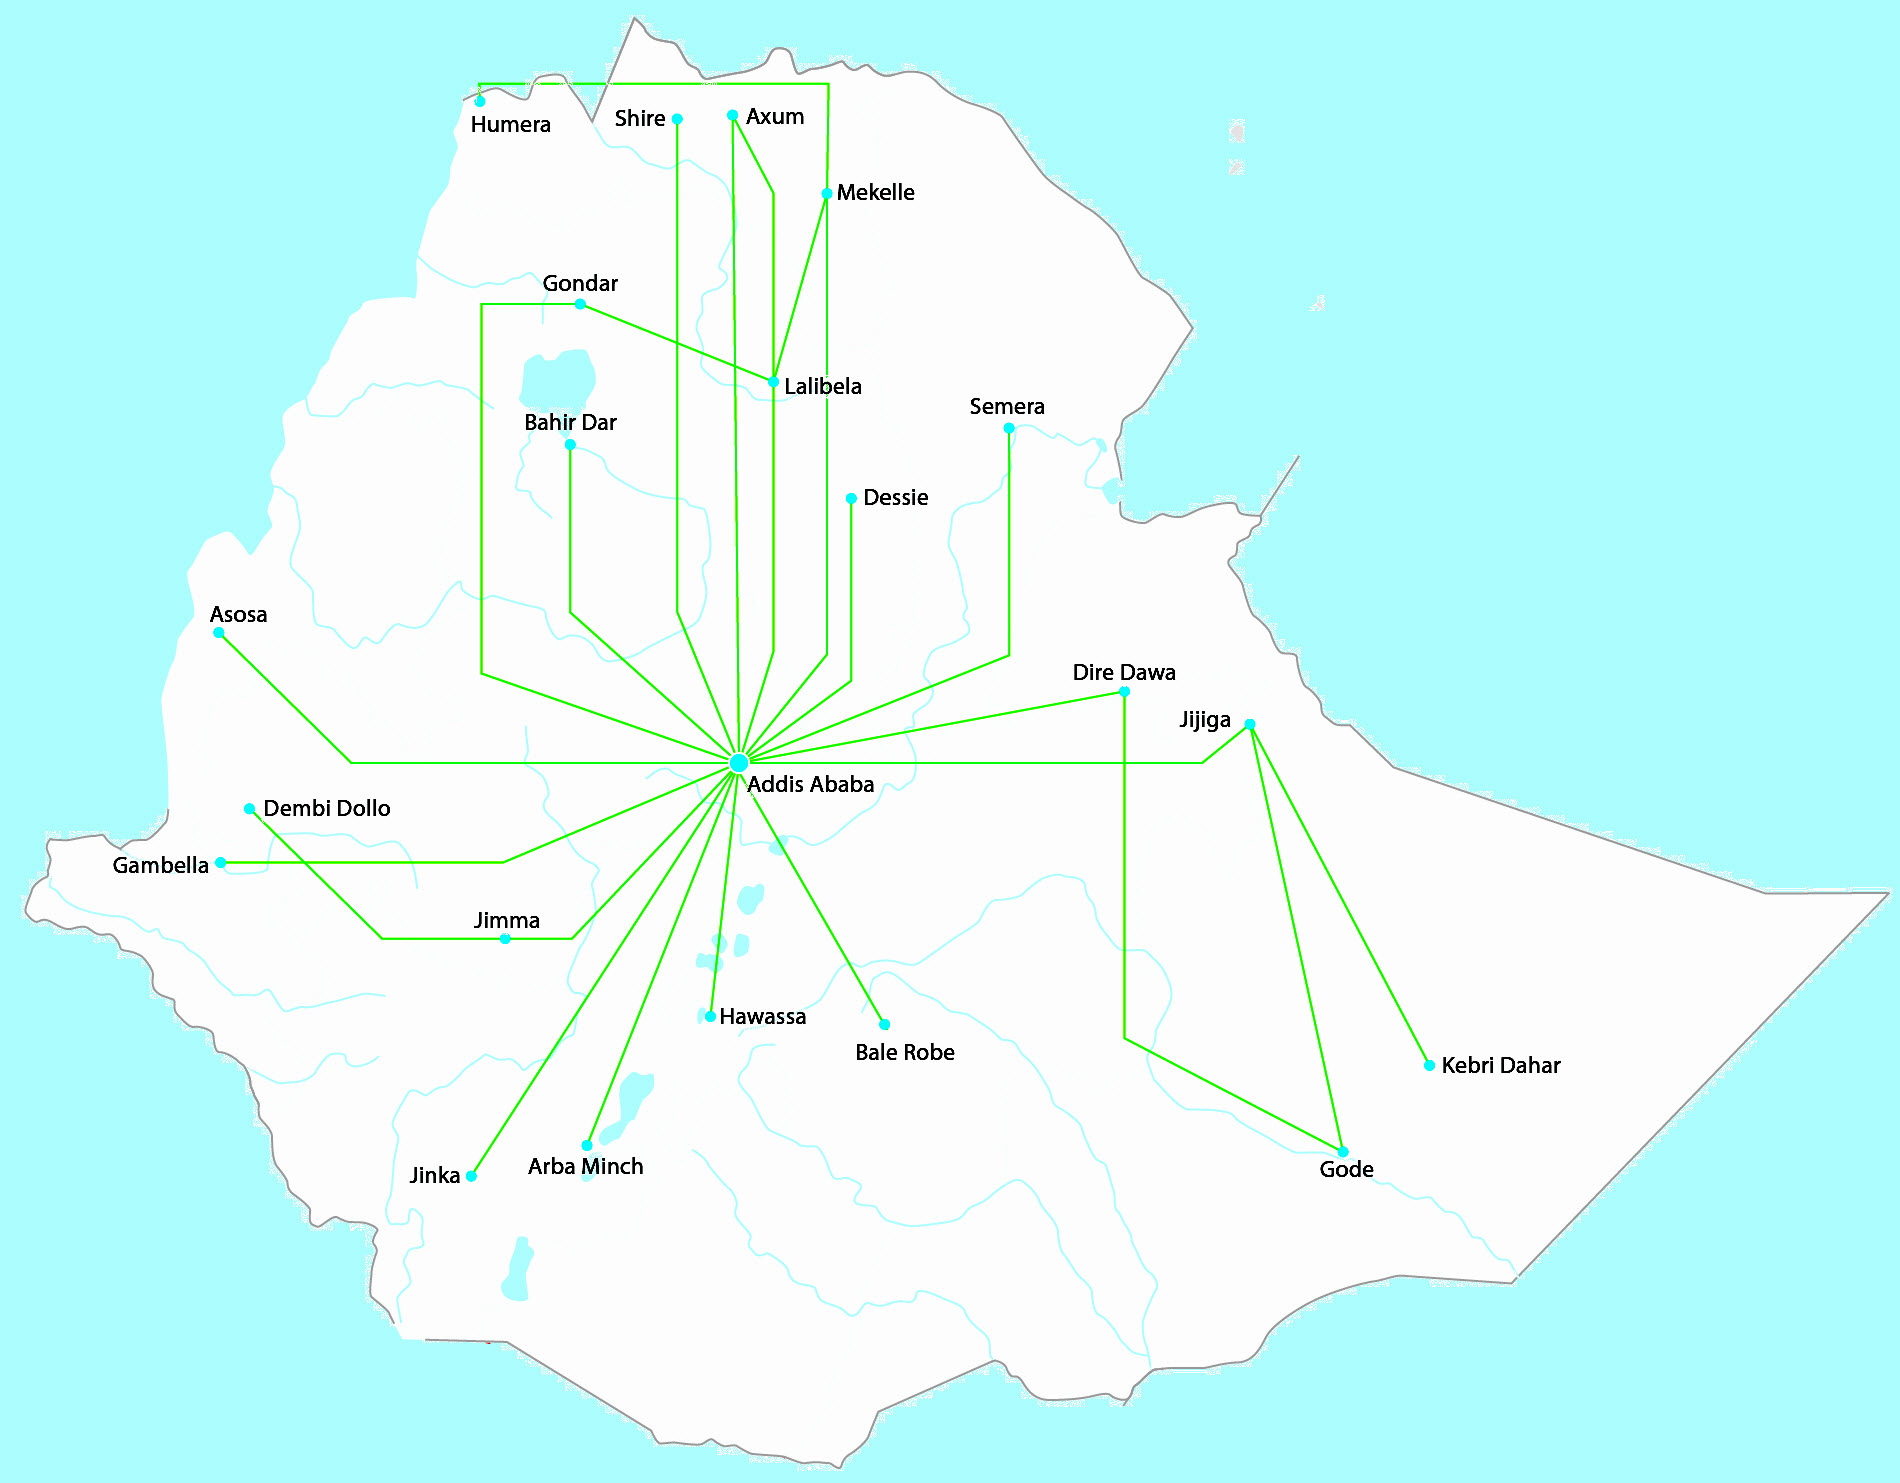 Humera
Shire
Axum
Mekelle
Gondar
Lalibela
Semera
Bahir Dar
Dessie
Asosa
Dire Dawa
Jijiga
Addis Ababa
Dembi Dollo
Gambella
Jimma
Hawassa
Bale Robe
Kebri Dahar
Arba Minch
Jinka
Gode